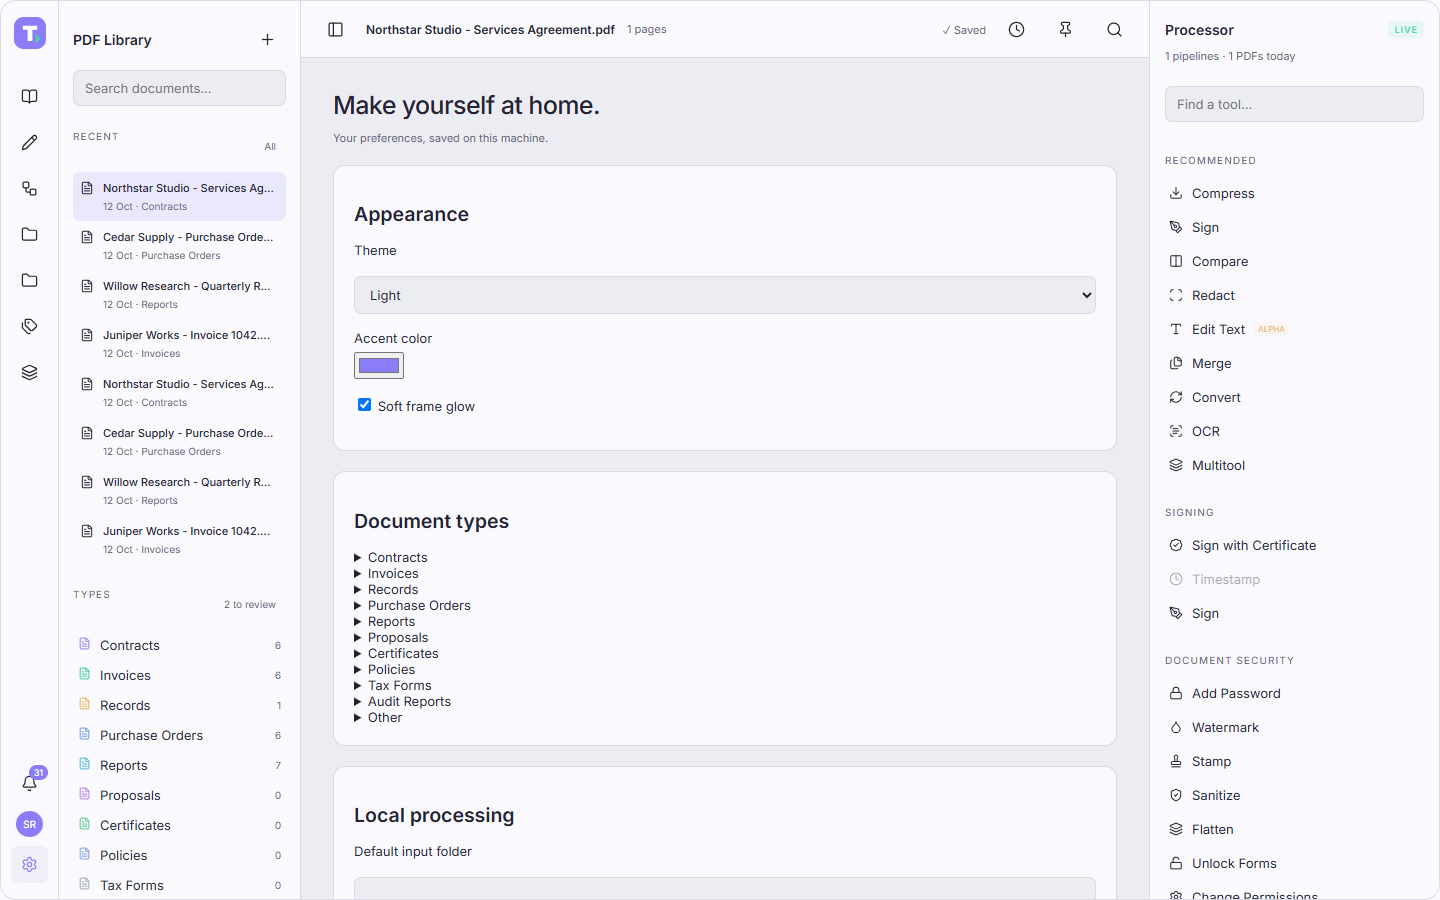 T
PDF Library
Search documents...
RECENT
All
Northstar Studio - Services Ag...
12 Oct · Contracts
Cedar Supply - Purchase Orde...
12 Oct · Purchase Orders
Willow Research - Quarterly R...
12 Oct · Reports
Juniper Works - Invoice 1042....
12 Oct · Invoices
Northstar Studio - Services Ag...
12 Oct · Contracts
Cedar Supply - Purchase Orde...
12 Oct · Purchase Orders
Willow Research - Quarterly R...
12 Oct · Reports
Juniper Works - Invoice 1042....
12 Oct · Invoices
TYPES
2 to review
Contracts 6
Invoices 6
Records 1
Purchase Orders 6
Reports 7
Proposals 0
Certificates 0
Policies 0
Tax Forms 0
31
SR
Northstar Studio - Services Agreement.pdf 1 pages
✓ Saved
Make yourself at home.
Your preferences, saved on this machine.
Appearance
Theme
Light
Accent color
Soft frame glow
Document types
Contracts
Invoices
Records
Purchase Orders
Reports
Proposals
Certificates
Policies
Tax Forms
Audit Reports
Other
Local processing
Default input folder
Processor
LIVE
1 pipelines · 1 PDFs today
Find a tool...
RECOMMENDED
Compress
Sign
Compare
Redact
Edit Text ALPHA
Merge
Convert
OCR
Multitool
SIGNING
Sign with Certificate
Timestamp
Sign
DOCUMENT SECURITY
Add Password
Watermark
Stamp
Sanitize
Flatten
Unlock Forms
Change Permissions